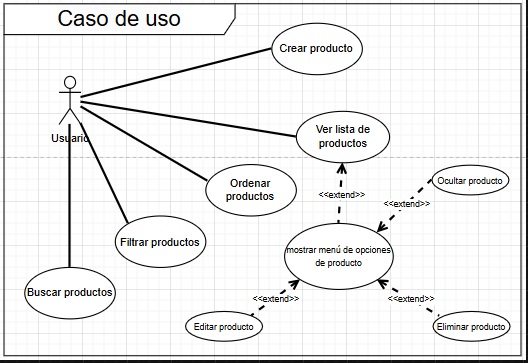 Caso de uso
Crear producto
Usuario
Ver lista de
productos
Ordenar
productos
<<extend>>
Ocultar producto
<<extend>>
Filtrar productos
mostrar menú de opciones
de producto
Buscar productos
<<extend>>
<<extend>>
Editar producto
Eliminar producto